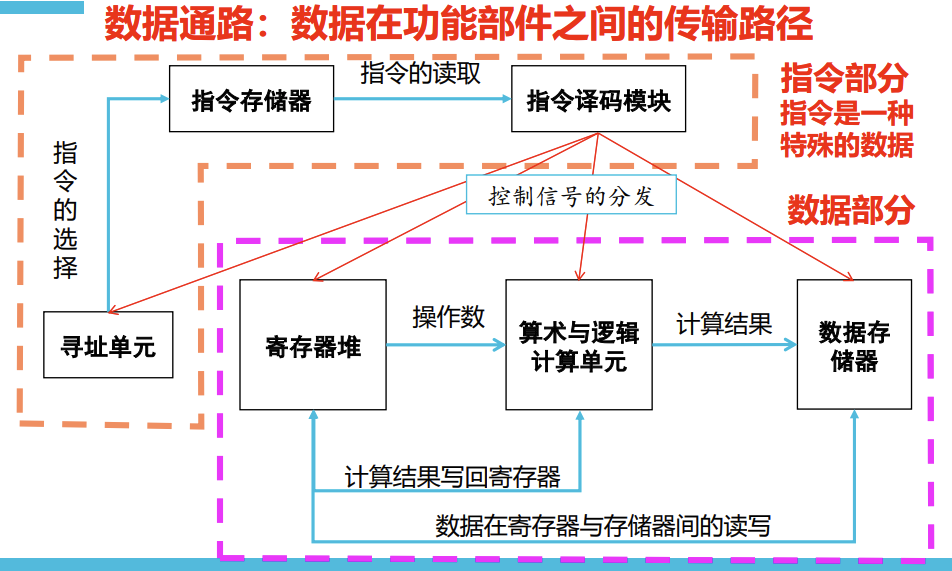 数据通路：数据在功能部件之间的传输路径
指令存储器
指令的读取
指令译码模块
指令部分
指令是一种
特殊的数据
指令的选择
控制信号的分发
数据部分
寻址单元
寄存器堆
操作数
算术与逻辑
计算单元
计算结果
数据存
储器
计算结果写回寄存器
数据在寄存器与存储器间的读写